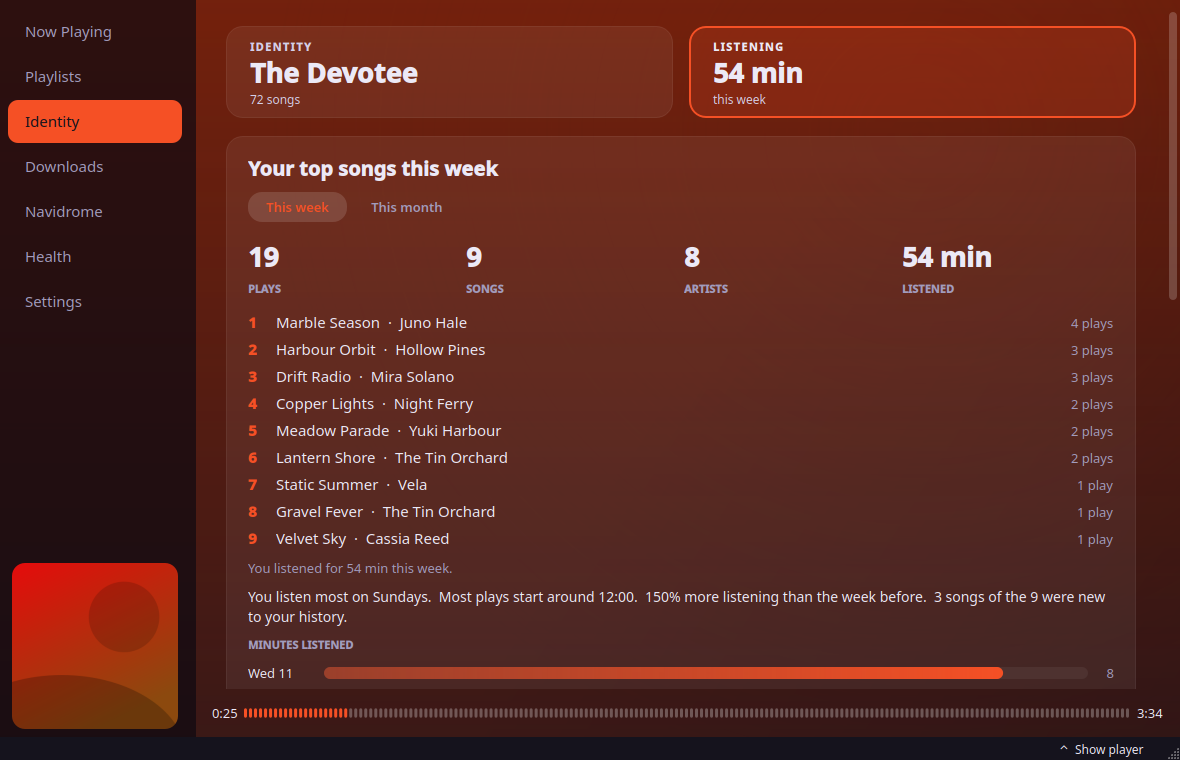 Now Playing
Playlists
Identity
Downloads
Navidrome
Health
Settings
IDENTITY
The Devotee
72 songs
LISTENING
54 min
this week
Your top songs this week
This week This month
19 9 8 54 min
PLAYS SONGS ARTISTS LISTENED
1 Marble Season · Juno Hale 4 plays
2 Harbour Orbit · Hollow Pines 3 plays
3 Drift Radio · Mira Solano 3 plays
4 Copper Lights · Night Ferry 2 plays
5 Meadow Parade · Yuki Harbour 2 plays
6 Lantern Shore · The Tin Orchard 2 plays
7 Static Summer · Vela 1 play
8 Gravel Fever · The Tin Orchard 1 play
9 Velvet Sky · Cassia Reed 1 play
You listened for 54 min this week.
You listen most on Sundays. Most plays start around 12:00. 150% more listening than the week before. 3 songs of the 9 were new
to your history.
MINUTES LISTENED
Wed 11 8
0:25 3:34
Show player